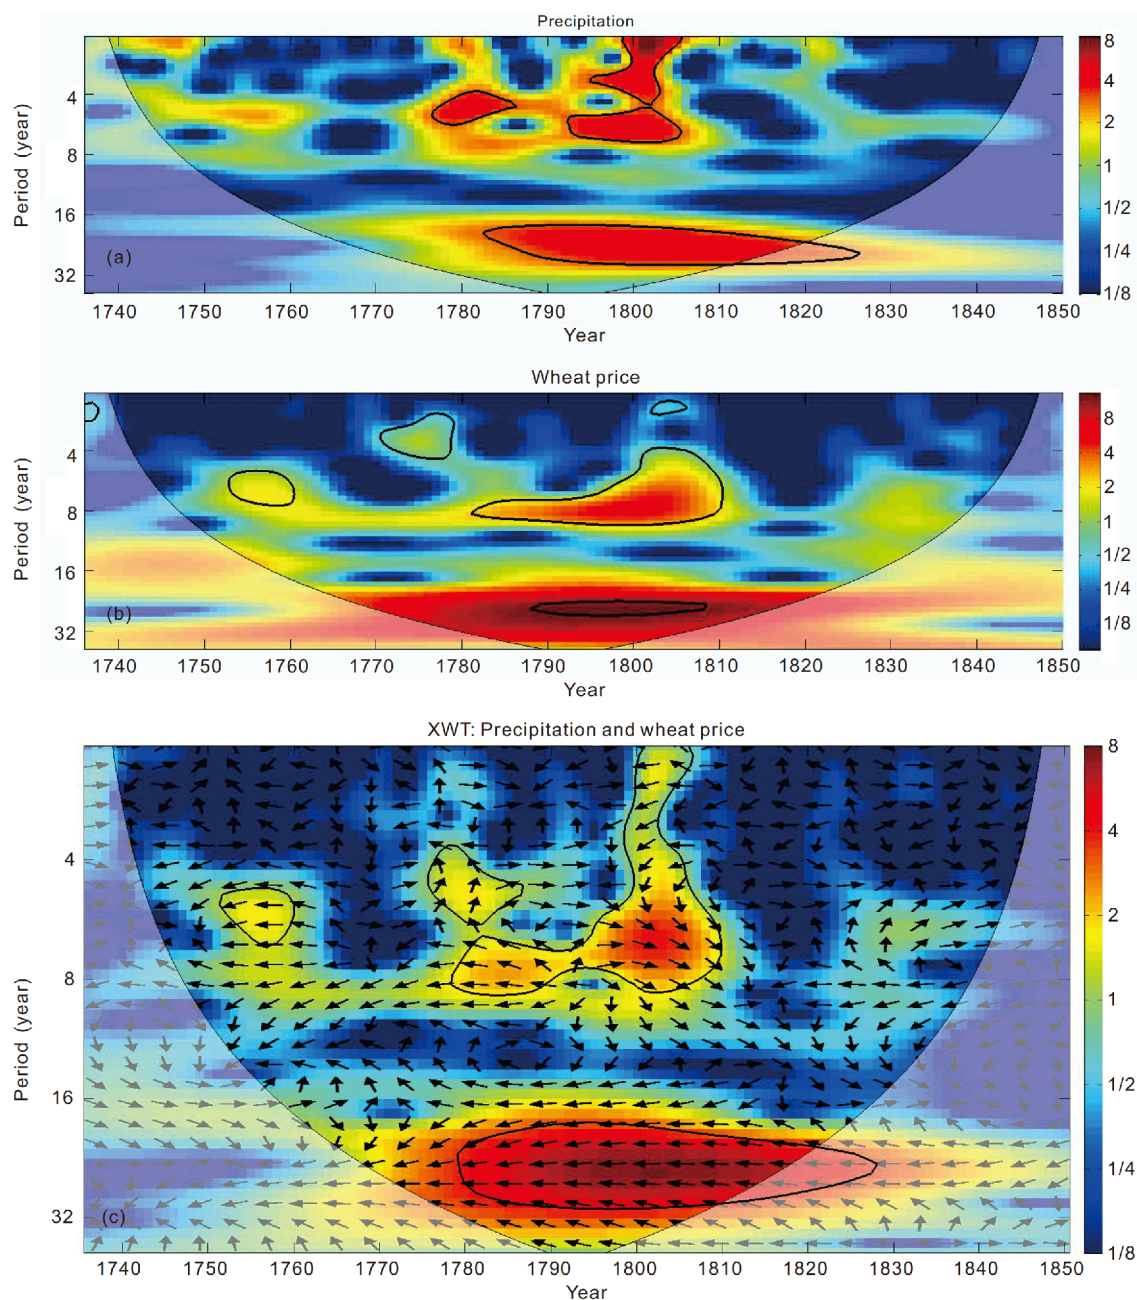 Precipitation
Period (year)
4
8
16
32
(a)
8
4
2
1
1/2
1/4
1/8
1740 1750 1760 1770 1780 1790 1800 1810 1820 1830 1840 1850
Year
Wheat price
Period (year)
4
8
16
32
(b)
8
4
2
1
1/2
1/4
1/8
1740 1750 1760 1770 1780 1790 1800 1810 1820 1830 1840 1850
Year
XWT: Precipitation and wheat price
Period (year)
4
8
16
32
(c)
8
4
2
1
1/2
1/4
1/8
1740 1750 1760 1770 1780 1790 1800 1810 1820 1830 1840 1850
Year